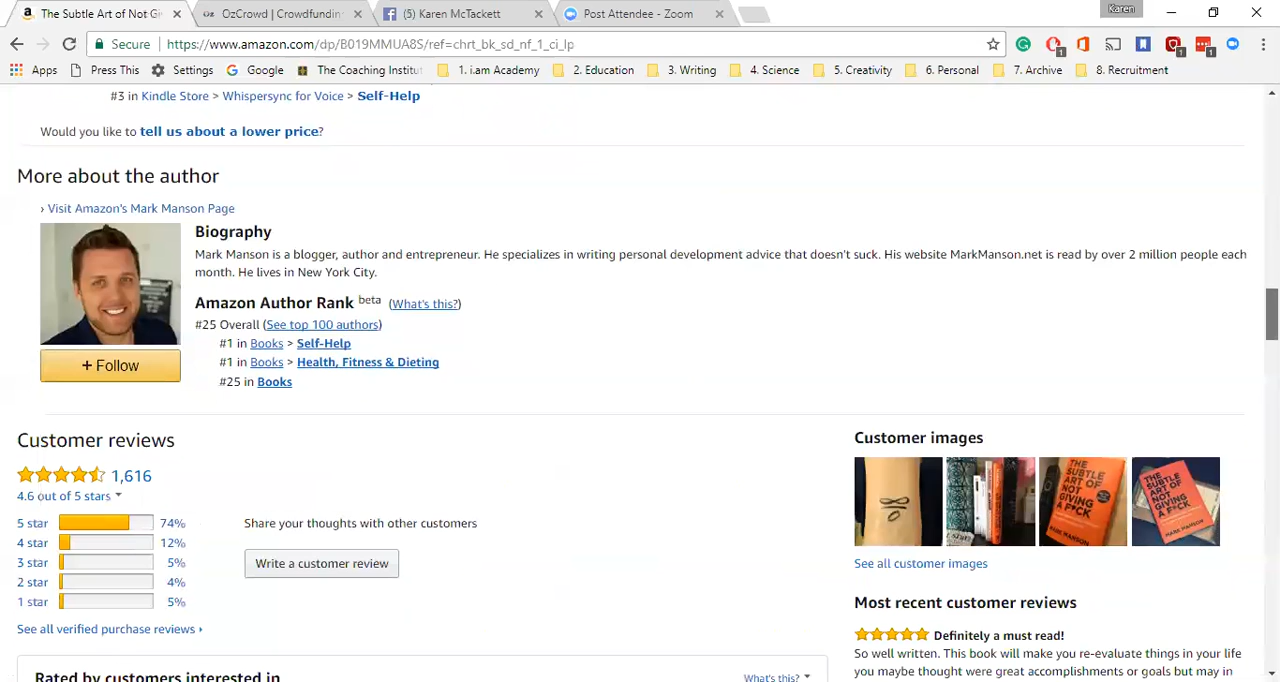 The Subtle Art of Not Gi
OzCrowd | Crowdfundin
(5) Karen McTackett
Post Attendee - Zoom
Karen
Secure
https://www.amazon.com/dp/B019MMUA8S/ref=chrt_bk_sd_nf_1_ci_lp
Apps
Press This
Settings
Google
The Coaching Institut
1. i.am Academy
2. Education
3. Writing
4. Science
5. Creativity
6. Personal
7. Archive
8. Recruitment
#3 in Kindle Store > Whispersync for Voice > Self-Help
Would you like to tell us about a lower price?
More about the author
› Visit Amazon's Mark Manson Page
Biography
Mark Manson is a blogger, author and entrepreneur. He specializes in writing personal development advice that doesn't suck. His website MarkManson.net is read by over 2 million people each
month. He lives in New York City.
Amazon Author Rank beta (What's this?)
#25 Overall (See top 100 authors)
#1 in Books > Self-Help
#1 in Books > Health, Fitness & Dieting
#25 in Books
+ Follow
Customer reviews
1,616
4.6 out of 5 stars
5 star 74%
4 star 12%
3 star 5%
2 star 4%
1 star 5%
See all verified purchase reviews ›
Share your thoughts with other customers
Write a customer review
Rated by customers interested in
What's this?
Customer images
THE
SUBTLE
ART OF
NOT
GIVING
A F*CK
MARK MANSON
THE
SUBTLE
ART OF
NOT
GIVING
A F*CK
MARK MANSON
See all customer images
Most recent customer reviews
Definitely a must read!
So well written. This book will make you re-evaluate things in your life
you maybe thought were great accomplishments or goals but may in